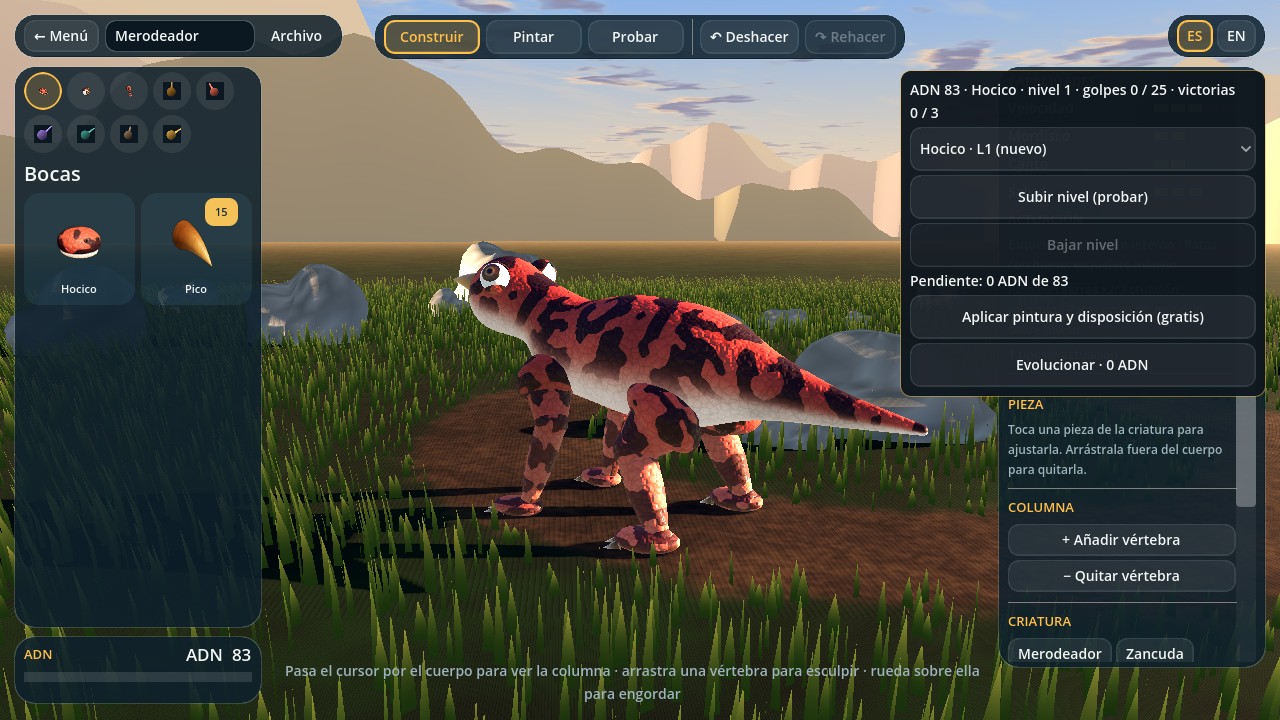 ← Menú
Merodeador
Archivo
Construir
Pintar
Probar
↶ Deshacer
↷ Rehacer
ES
EN
Bocas
15
Hocico
Pico
ADN
ADN 83
ADN 83 · Hocico · nivel 1 · golpes 0 / 25 · victorias
0 / 3
Hocico · L1 (nuevo)
Subir nivel (probar)
Bajar nivel
Pendiente: 0 ADN de 83
Aplicar pintura y disposición (gratis)
Evolucionar · 0 ADN
PIEZA
Toca una pieza de la criatura para
ajustarla. Arrástrala fuera del cuerpo
para quitarla.
COLUMNA
+ Añadir vértebra
− Quitar vértebra
CRIATURA
Merodeador
Zancuda
Pasa el cursor por el cuerpo para ver la columna · arrastra una vértebra para esculpir · rueda sobre ella
para engordar